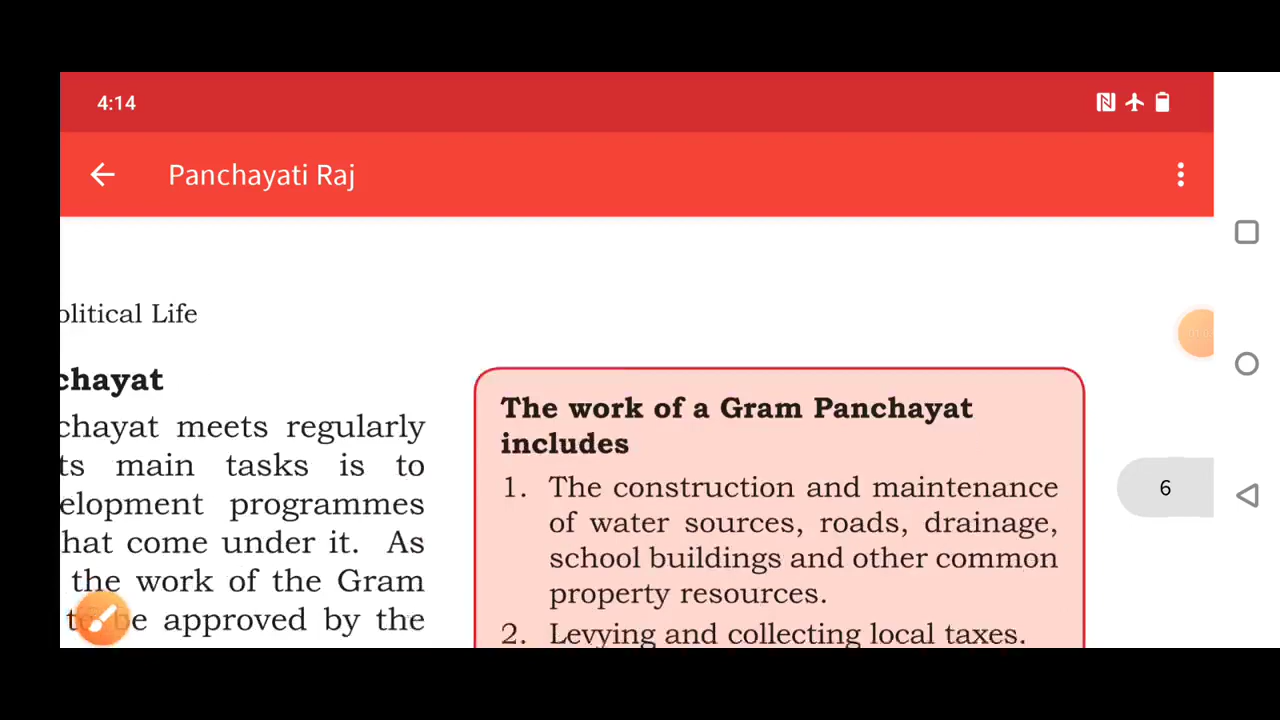 4:14
Panchayati Raj
olitical Life
chayat
chayat meets regularly
ts main tasks is to
elopment programmes
hat come under it. As
the work of the Gram
be approved by the
The work of a Gram Panchayat
includes
1. The construction and maintenance
of water sources, roads, drainage,
school buildings and other common
property resources.
2. Levying and collecting local taxes.
6